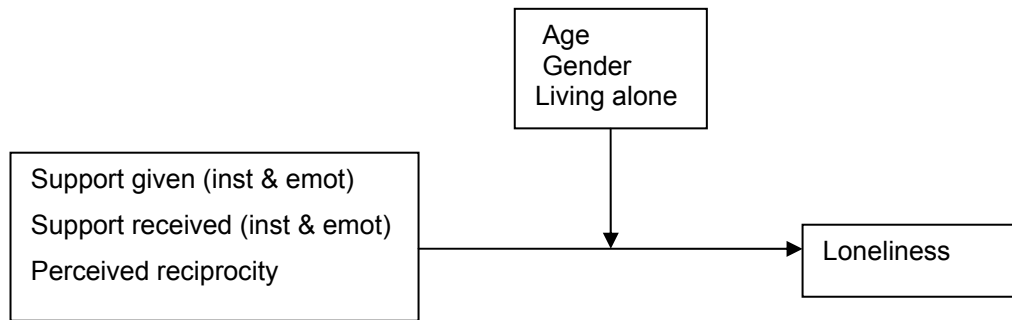 Age
Gender
Living alone
Support given (inst & emot)
Support received (inst & emot)
Perceived reciprocity
Loneliness